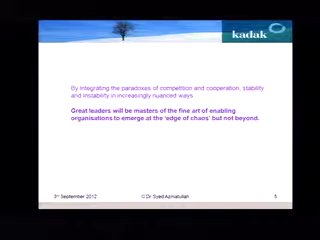 kadak
By integrating the paradoxes of competition and cooperation, stability
and instability in increasingly nuanced ways
Great leaders will be masters of the fine art of enabling
organisations to emerge at the 'edge of chaos' but not beyond.
3rd September 2012 © Dr Syed Azmatullah 5